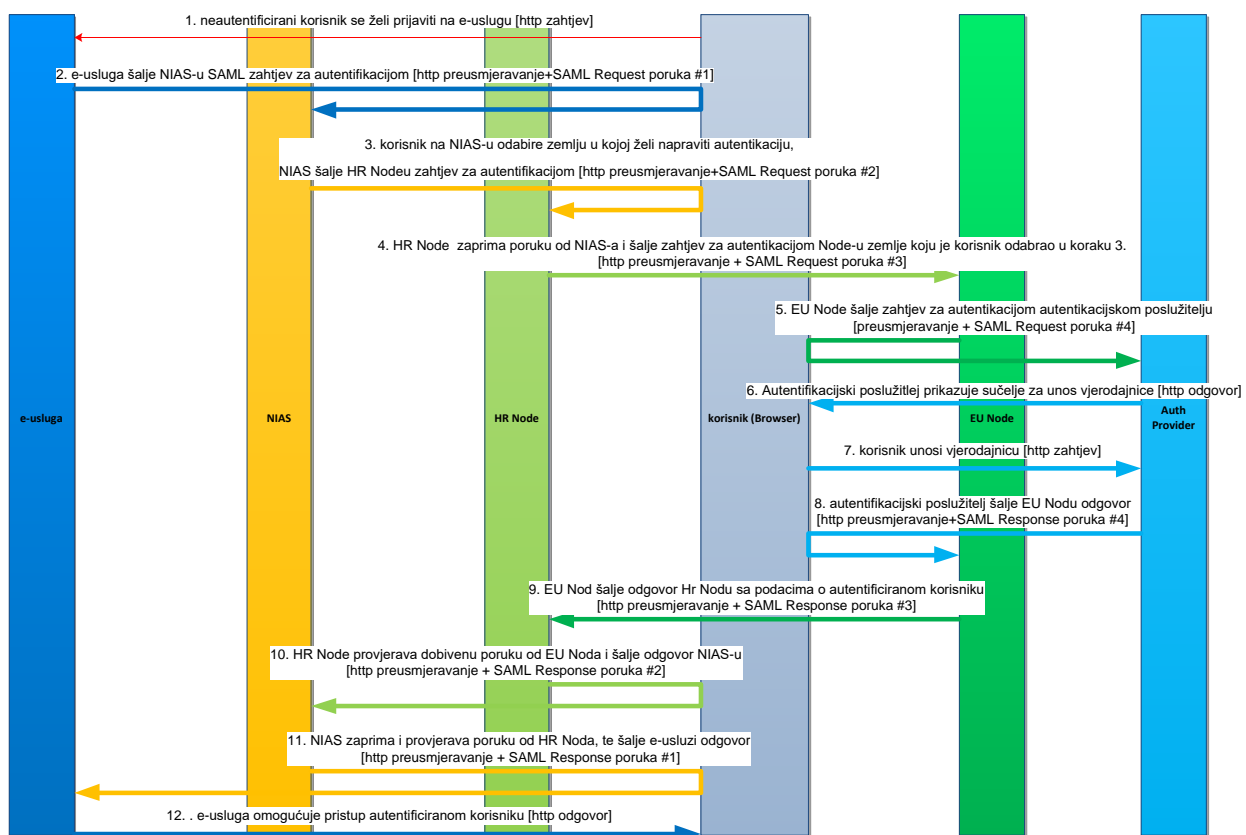 1. neautentificirani korisnik se želi prijaviti na e-uslugu [http zahtjev]
2. e-usluga šalje NIAS-u SAML zahtjev za autentifikacijom [http preusmjeravanje+SAML Request poruka #1]
3. korisnik na NIAS-u odabire zemlju u kojoj želi napraviti autentikaciju,
NIAS šalje HR Nodeu zahtjev za autentifikacijom [http preusmjeravanje+SAML Request poruka #2]
4. HR Node  zaprima poruku od NIAS-a i šalje zahtjev za autentikacijom Node-u zemlje koju je korisnik odabrao u koraku 3.
[http preusmjeravanje + SAML Request poruka #3]
5. EU Node šalje zahtjev za autentikacijom autentikacijskom poslužitelju
[preusmjeravanje + SAML Request poruka #4]
6. Autentifikacijski poslužitlej prikazuje sučelje za unos vjerodajnice [http odgovor]
e-usluga
NIAS
HR Node
korisnik (Browser)
EU Node
Auth
Provider
7. korisnik unosi vjerodajnicu [http zahtjev]
8. autentifikacijski poslužitelj šalje EU Nodu odgovor
[http preusmjeravanje+SAML Response poruka #4]
9. EU Nod šalje odgovor Hr Nodu sa podacima o autentificiranom korisniku
[http preusmjeravanje + SAML Response poruka #3]
10. HR Node provjerava dobivenu poruku od EU Noda i šalje odgovor NIAS-u
[http preusmjeravanje + SAML Response poruka #2]
11. NIAS zaprima i provjerava poruku od HR Noda, te šalje e-usluzi odgovor
[http preusmjeravanje + SAML Response poruka #1]
12. . e-usluga omogućuje pristup autentificiranom korisniku [http odgovor]